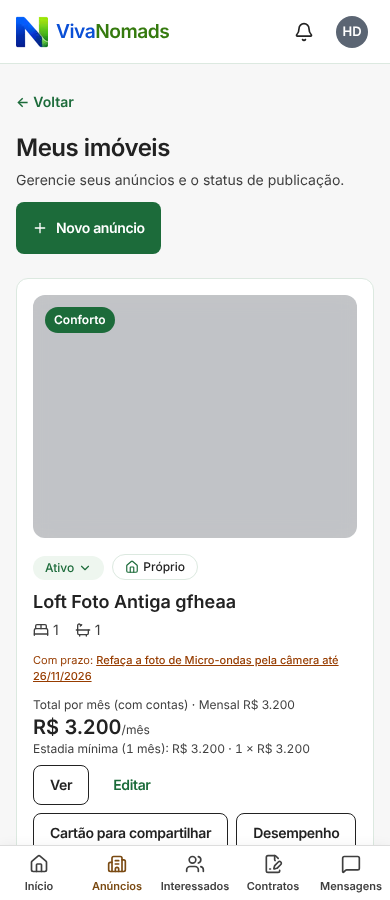 VivaNomads
HD
← Voltar
Meus imóveis
Gerencie seus anúncios e o status de publicação.
+ Novo anúncio
Conforto
Ativo
Próprio
Loft Foto Antiga gfheaa
1 1
Com prazo: Refaça a foto de Micro-ondas pela câmera até
26/11/2026
Total por mês (com contas) · Mensal R$ 3.200
R$ 3.200/mês
Estadia mínima (1 mês): R$ 3.200 · 1 × R$ 3.200
Ver Editar
Cartão para compartilhar Desempenho
Início Anúncios Interessados Contratos Mensagens